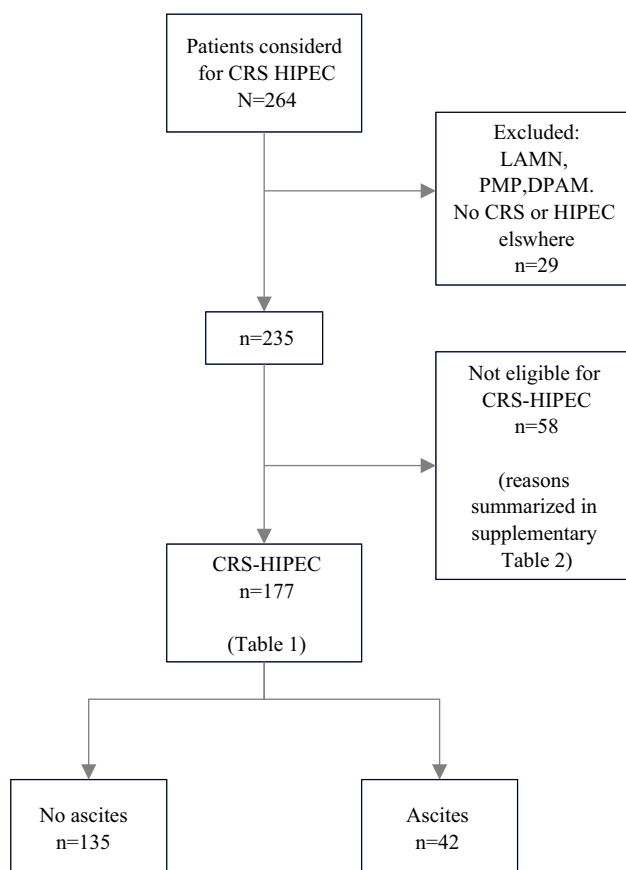 Patients considerd
for CRS HIPEC
N=264
Excluded:
LAMN,
PMP,DPAM.
No CRS or HIPEC
elswhere
n=29
n=235
Not eligible for
CRS-HIPEC
n=58
(reasons
summarized in
supplementary
Table 2)
CRS-HIPEC
n=177
(Table 1)
No ascites
n=135
Ascites
n=42